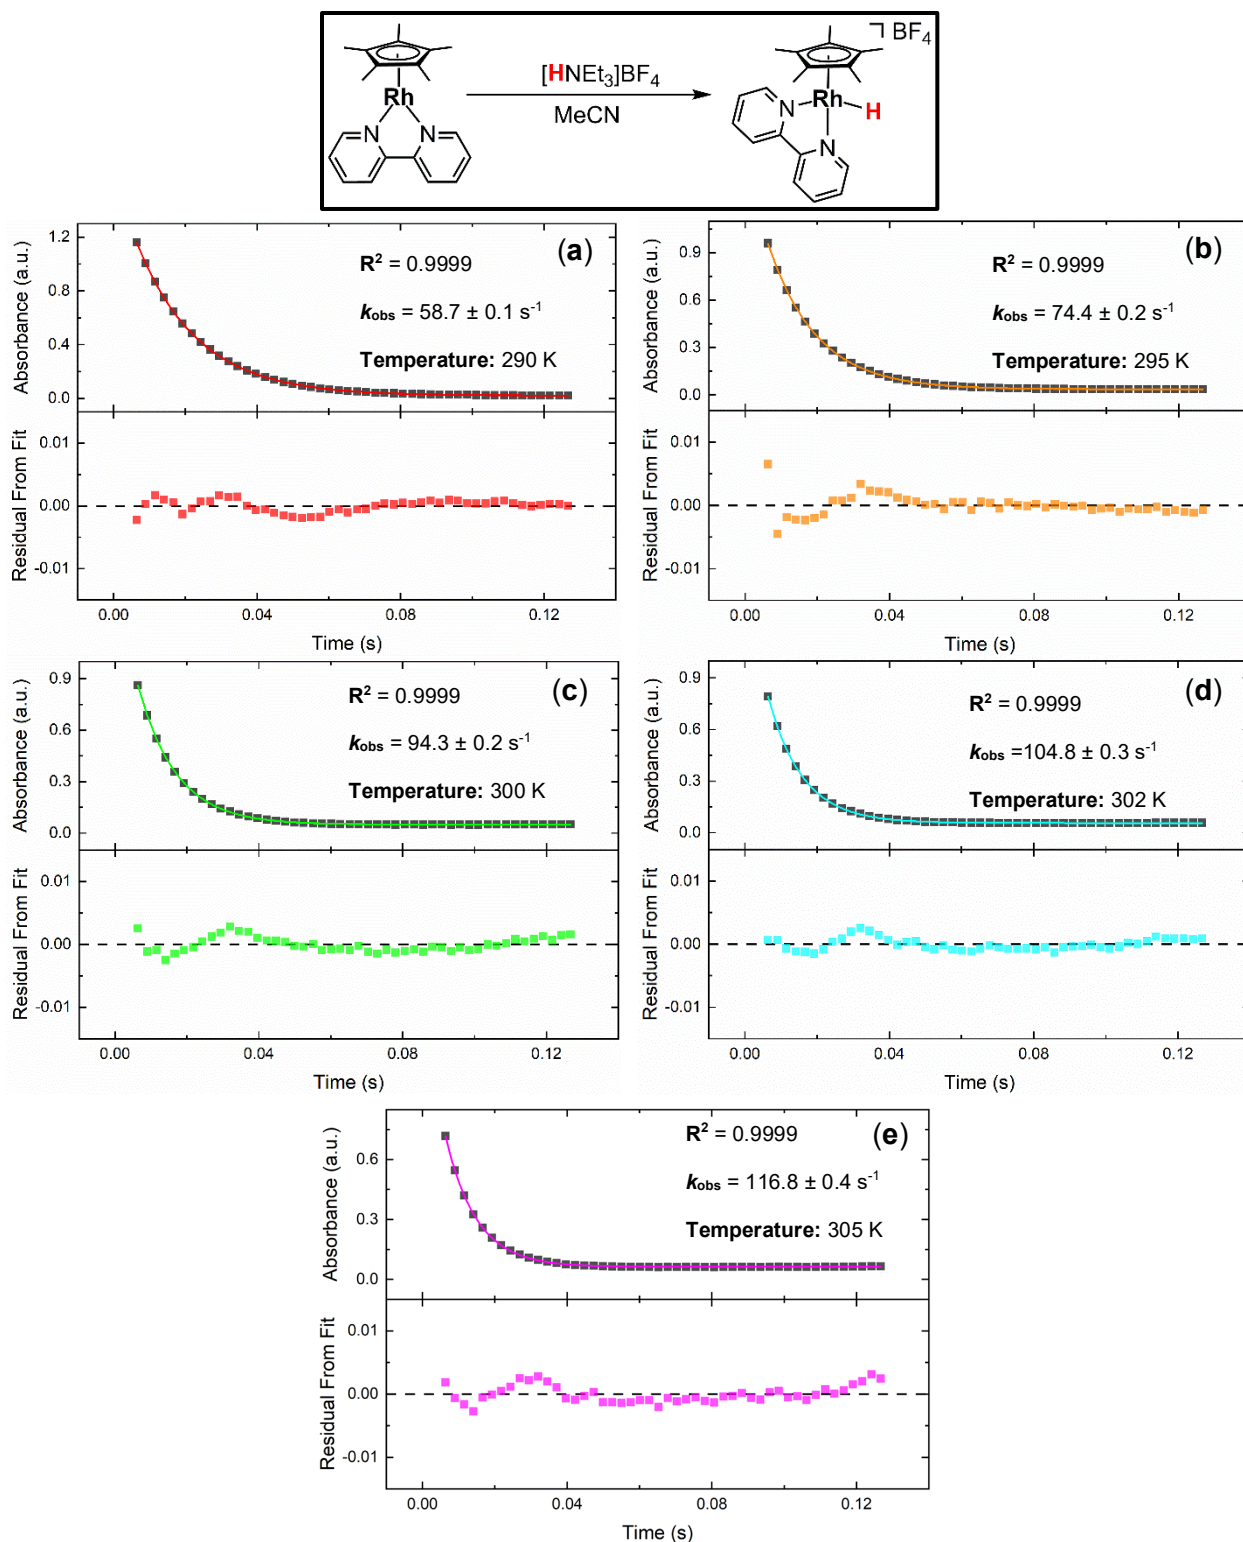 [HNEt3]BF4
MeCN
Rh
N
N
Rh
H
N
N
BF4
(a)
R² = 0.9999
kobs = 58.7 ± 0.1 s⁻¹
Temperature: 290 K
Absorbance (a.u.)
1.2
0.8
0.4
0.0
Residual From Fit
0.01
0.00
-0.01
0.00 0.04 0.08 0.12
Time (s)
(b)
R² = 0.9999
kobs = 74.4 ± 0.2 s⁻¹
Temperature: 295 K
Absorbance (a.u.)
0.9
0.6
0.3
0.0
Residual From Fit
0.01
0.00
-0.01
0.00 0.04 0.08 0.12
Time (s)
(c)
R² = 0.9999
kobs = 94.3 ± 0.2 s⁻¹
Temperature: 300 K
Absorbance (a.u.)
0.9
0.6
0.3
0.0
Residual From Fit
0.01
0.00
-0.01
0.00 0.04 0.08 0.12
Time (s)
(d)
R² = 0.9999
kobs =104.8 ± 0.3 s⁻¹
Temperature: 302 K
Absorbance (a.u.)
0.9
0.6
0.3
0.0
Residual From Fit
0.01
0.00
-0.01
0.00 0.04 0.08 0.12
Time (s)
(e)
R² = 0.9999
kobs = 116.8 ± 0.4 s⁻¹
Temperature: 305 K
Absorbance (a.u.)
0.6
0.3
0.0
Residual From Fit
0.01
0.00
-0.01
0.00 0.04 0.08 0.12
Time (s)